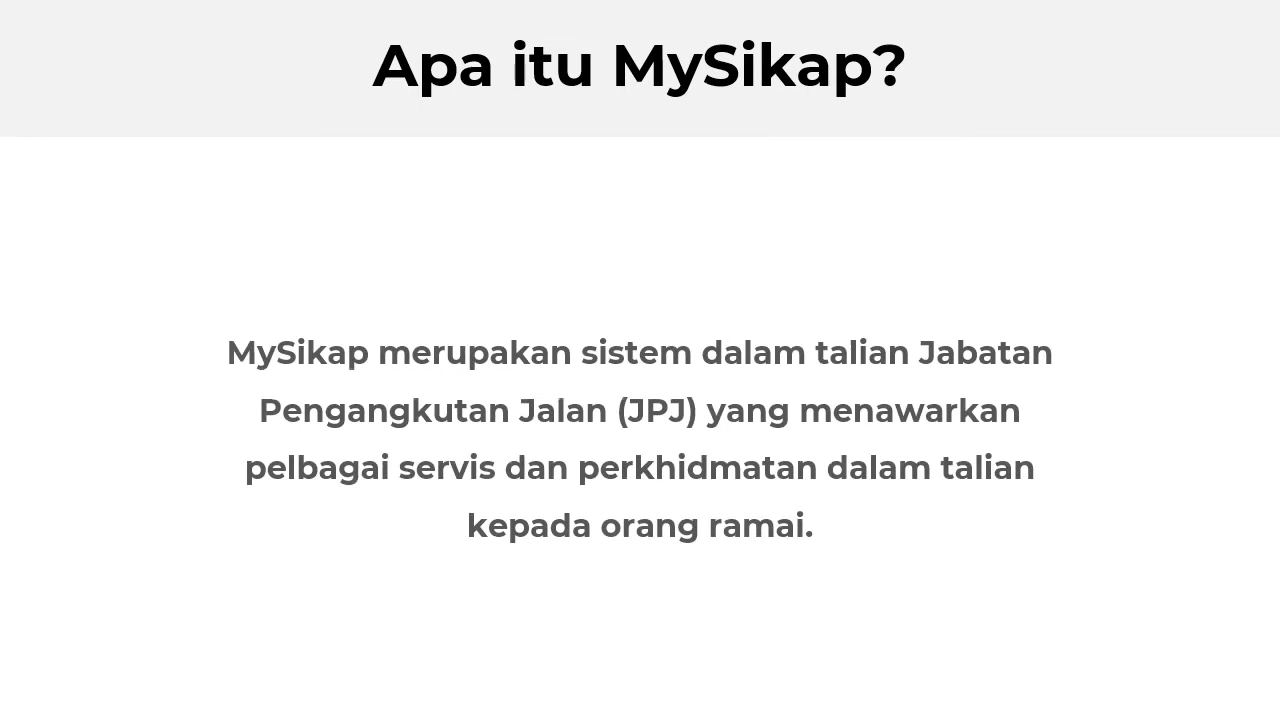 Apa itu MySikap?
MySikap merupakan sistem dalam talian Jabatan
Pengangkutan Jalan (JPJ) yang menawarkan
pelbagai servis dan perkhidmatan dalam talian
kepada orang ramai.